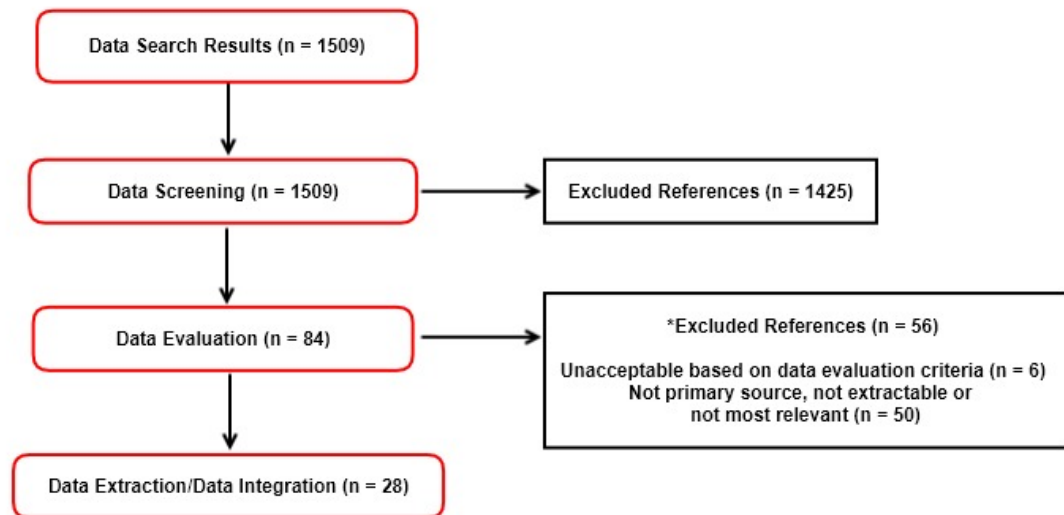 Data Search Results (n = 1509)
Data Screening (n = 1509)
Excluded References (n = 1425)
Data Evaluation (n = 84)
*Excluded References (n = 56)
Unacceptable based on data evaluation criteria (n = 6)
Not primary source, not extractable or
not most relevant (n = 50)
Data Extraction/Data Integration (n = 28)